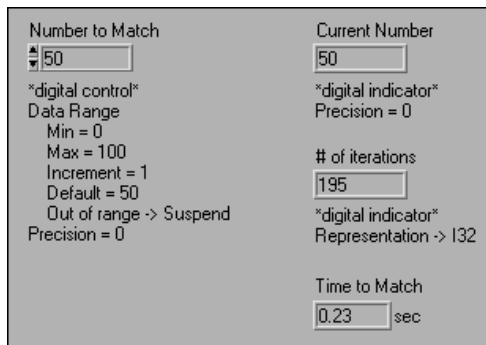 Number to Match
50
*digital control*
Data Range
Min = 0
Max = 100
Increment = 1
Default = 50
Out of range -> Suspend
Precision = 0
Current Number
50
*digital indicator*
Precision = 0
# of iterations
195
*digital indicator*
Representation -> I32
Time to Match
0.23 sec